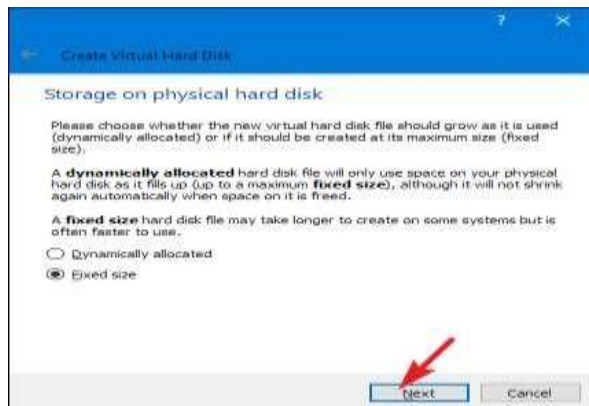 ?
Create Virtual Hard Disk
Storage on physical hard disk
Please choose whether the new virtual hard disk file should grow as it is used
(dynamically allocated) or if it should be created at its maximum size (fixed
size).
A dynamically allocated hard disk file will only use space on your physical
hard disk as it fills up (up to a maximum fixed size), although it will not shrink
again automatically when space on it is freed.
A fixed size hard disk file may take longer to create on some systems but is
often faster to use.
Dynamically allocated
Fixed size
Next Cancel